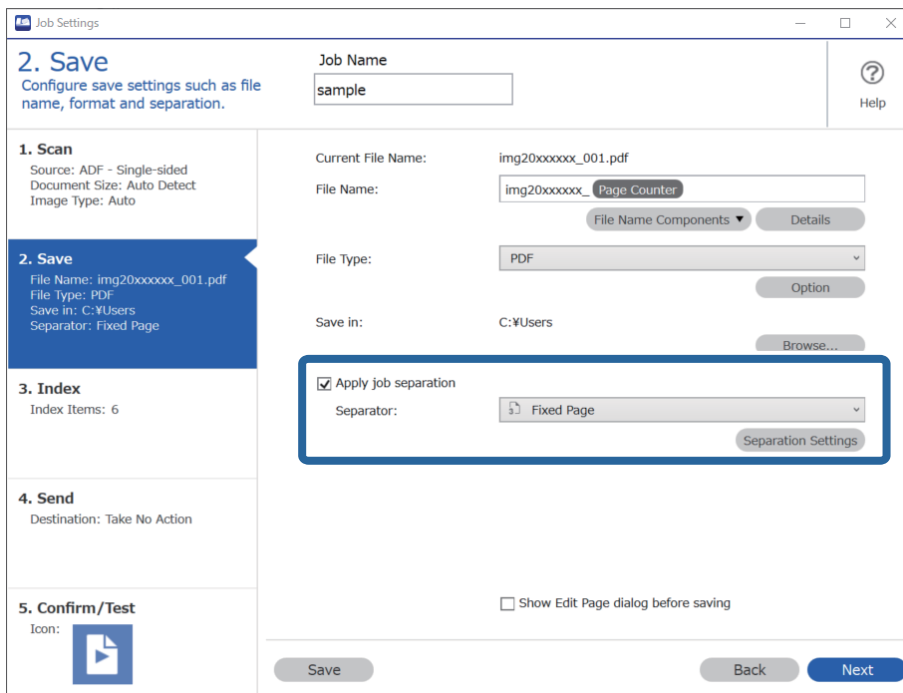 Job Settings
2. Save
Configure save settings such as file
name, format and separation.
Job Name
sample
Help
1. Scan
Source: ADF - Single-sided
Document Size: Auto Detect
Image Type: Auto
2. Save
File Name: img20xxxxxx_001.pdf
File Type: PDF
Save in: C:¥Users
Separator: Fixed Page
3. Index
Index Items: 6
4. Send
Destination: Take No Action
5. Confirm/Test
Icon:
Current File Name: img20xxxxxx_001.pdf
File Name: img20xxxxxx_ Page Counter
File Name Components ▼ Details
File Type: PDF
Option
Save in: C:¥Users
Browse...
Apply job separation
Separator: 3 Fixed Page
Separation Settings
Show Edit Page dialog before saving
Save Back Next